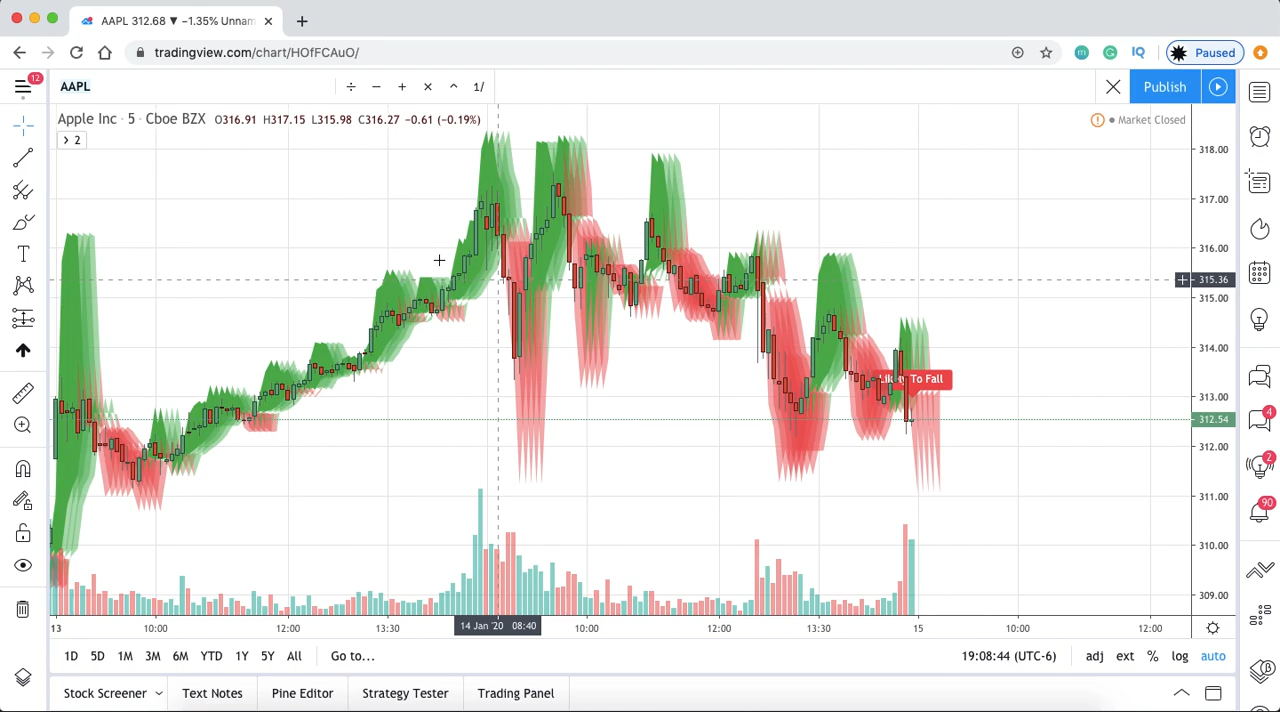 AAPL 312.68 ▼ −1.35% Unnam
tradingview.com/chart/HOfFCAuO/
Paused
12
AAPL
÷ − + × ^ 1/
Publish
Apple Inc · 5 · Cboe BZX O316.91 H317.15 L315.98 C316.27 −0.61 (−0.19%)
Market Closed
> 2
318.00
317.00
316.00
315.36
315.00
314.00
313.00
312.54
312.00
311.00
310.00
309.00
To Fall
4
2
90
13 10:00 12:00 13:30 14 Jan '20 08:40 10:00 12:00 13:30 15 10:00 12:00
1D 5D 1M 3M 6M YTD 1Y 5Y All Go to... 19:08:44 (UTC-6) adj ext % log auto
Stock Screener Text Notes Pine Editor Strategy Tester Trading Panel